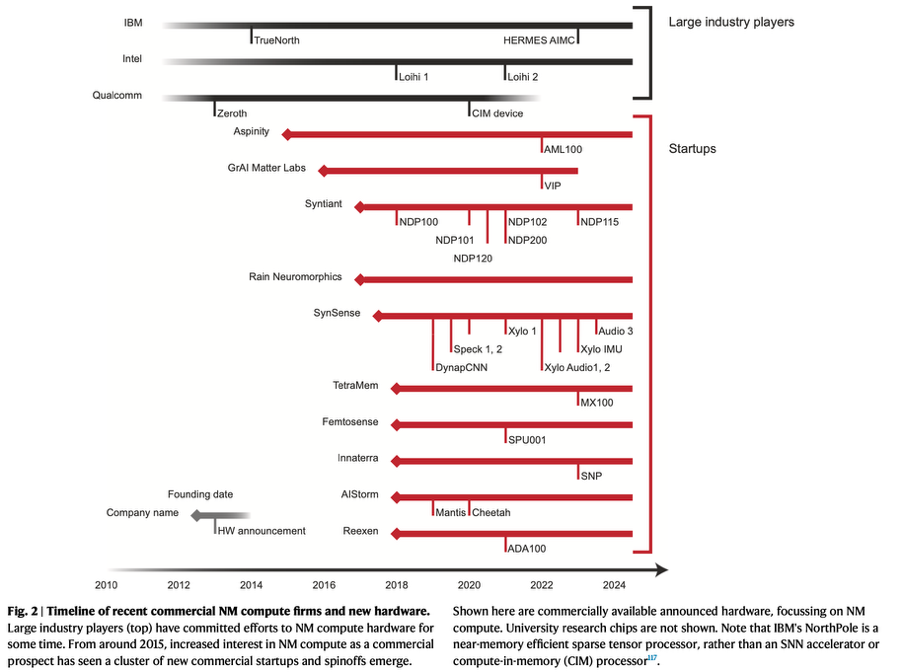 IBM
TrueNorth
HERMES AIMC
Large industry players
Intel
Loihi 1
Loihi 2
Qualcomm
Zeroth
CIM device
Aspinity
AML100
Startups
GrAI Matter Labs
VIP
Syntiant
NDP100
NDP102
NDP115
NDP101
NDP200
NDP120
Rain Neuromorphics
SynSense
Xylo 1
Audio 3
Speck 1, 2
Xylo IMU
DynapCNN
Xylo Audio1, 2
TetraMem
MX100
Femtosense
SPU001
Innaterra
SNP
AIStorm
Mantis
Cheetah
Founding date
Company name
HW announcement
Reexen
ADA100
2010 2012 2014 2016 2018 2020 2022 2024
Fig. 2 | Timeline of recent commercial NM compute firms and new hardware.
Large industry players (top) have committed efforts to NM compute hardware for
some time. From around 2015, increased interest in NM compute as a commercial
prospect has seen a cluster of new commercial startups and spinoffs emerge.
Shown here are commercially available announced hardware, focussing on NM
compute. University research chips are not shown. Note that IBM's NorthPole is a
near-memory efficient sparse tensor processor, rather than an SNN accelerator or
compute-in-memory (CIM) processor117.